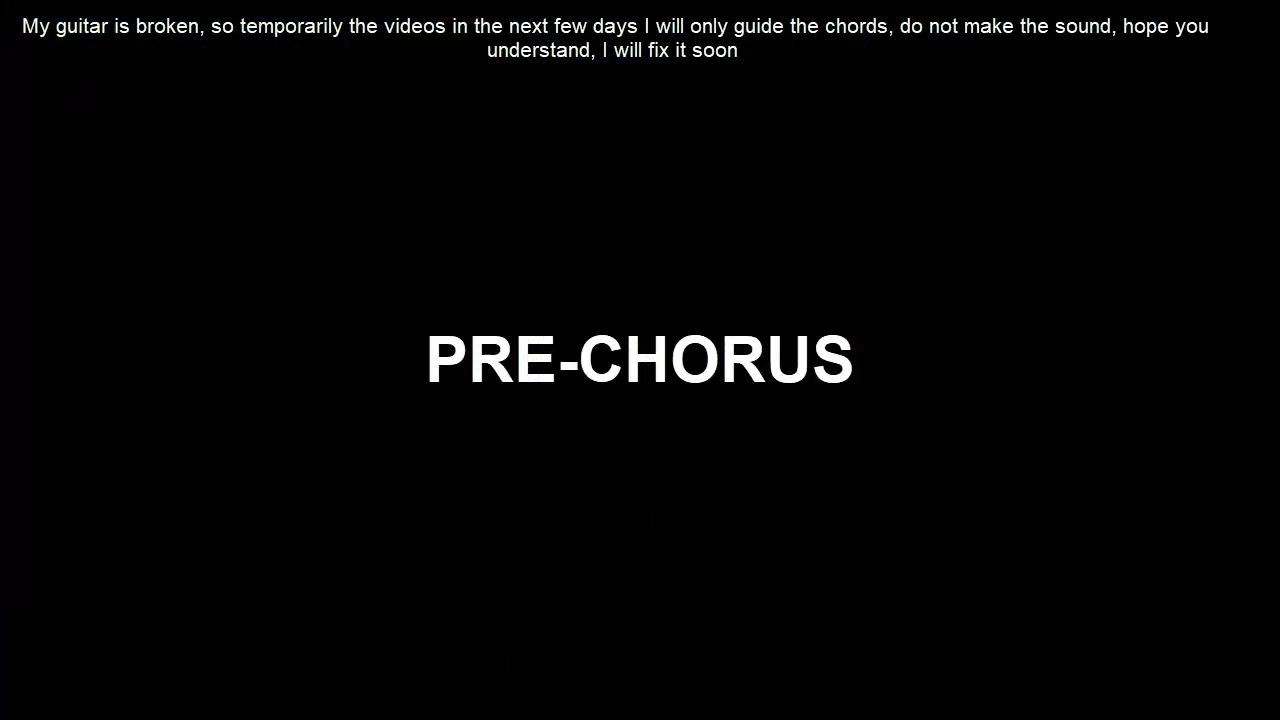 My guitar is broken, so temporarily the videos in the next few days I will only guide the chords, do not make the sound, hope you
understand, I will fix it soon
PRE-CHORUS